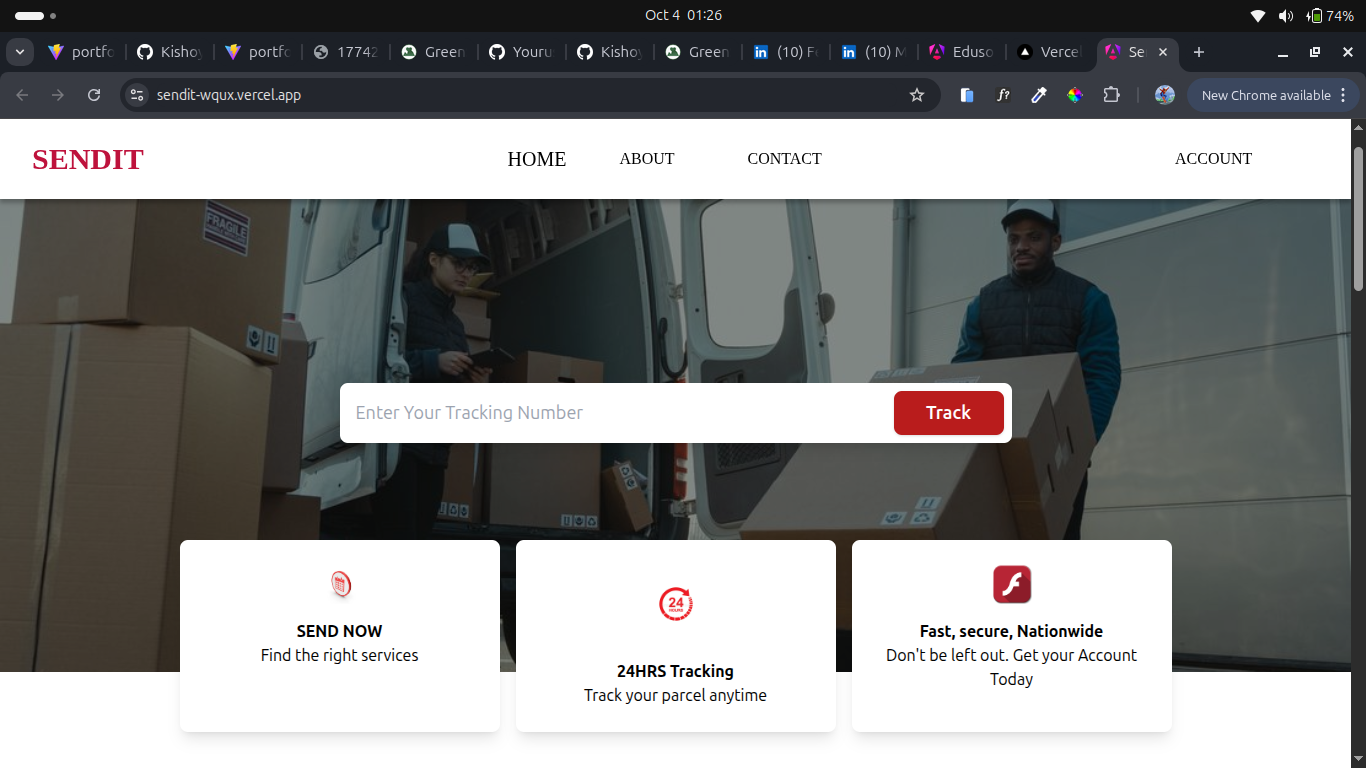 Oct 4 01:26
74%
portfo
Kishoy
portfo
17742
Green
Yourus
Kishoy
Green
(10) Fe
(10) M
Eduso
Vercel
Se
sendit-wqux.vercel.app
New Chrome available
SENDIT
HOME
ABOUT
CONTACT
ACCOUNT
FRAGILE
Enter Your Tracking Number
Track
SEND NOW
Find the right services
24
HOURS
24HRS Tracking
Track your parcel anytime
Fast, secure, Nationwide
Don't be left out. Get your Account
Today